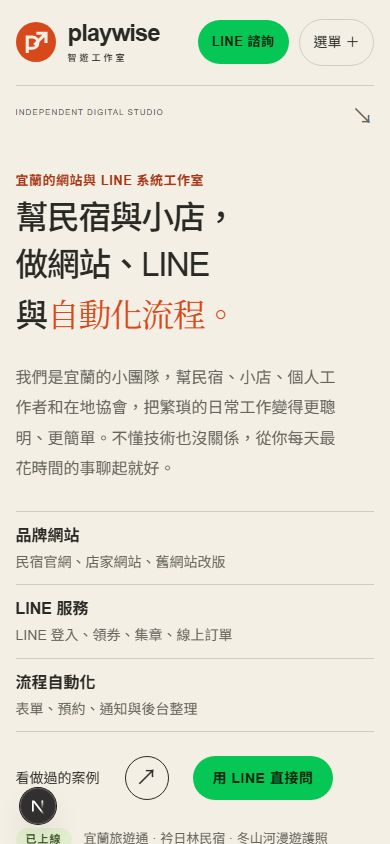 playwise
智遊工作室
LINE 諮詢
選單 +
INDEPENDENT DIGITAL STUDIO
宜蘭的網站與 LINE 系統工作室
幫民宿與小店，
做網站、LINE
與自動化流程。
我們是宜蘭的小團隊，幫民宿、小店、個人工
作者和在地協會，把繁瑣的日常工作變得更聰
明、更簡單。不懂技術也沒關係，從你每天最
花時間的事聊起就好。
品牌網站
民宿官網、店家網站、舊網站改版
LINE 服務
LINE 登入、領券、集章、線上訂單
流程自動化
表單、預約、通知與後台整理
看做過的案例
用 LINE 直接問
N
已上線
宜蘭旅遊通 · 衿日林民宿 · 冬山河漫遊護照